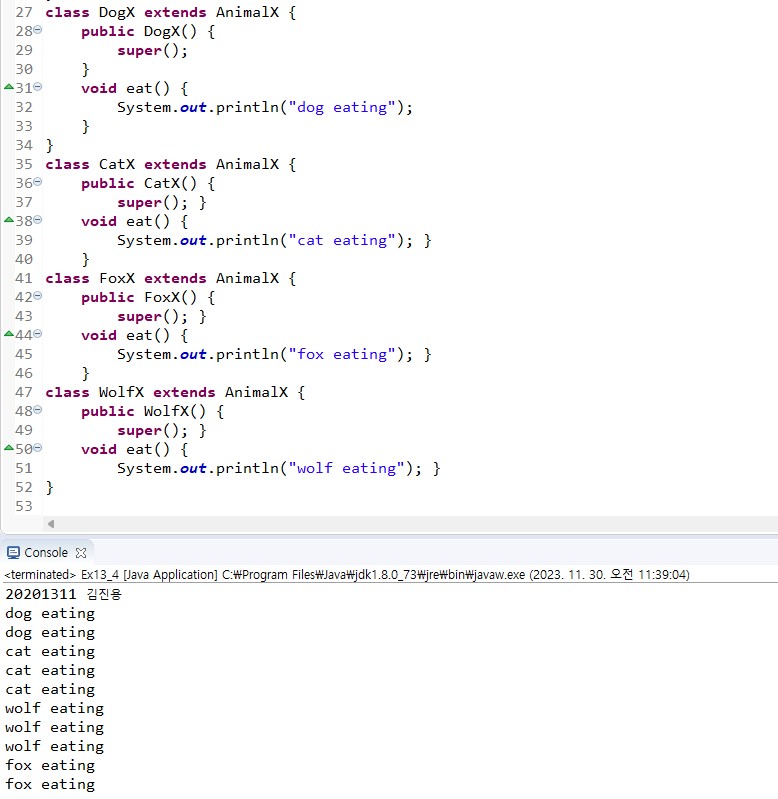 27 class DogX extends AnimalX {
28 public DogX() {
29 super();
30 }
31 void eat() {
32 System.out.println("dog eating");
33 }
34 }
35 class CatX extends AnimalX {
36 public CatX() {
37 super(); }
38 void eat() {
39 System.out.println("cat eating"); }
40 }
41 class FoxX extends AnimalX {
42 public FoxX() {
43 super(); }
44 void eat() {
45 System.out.println("fox eating"); }
46 }
47 class WolfX extends AnimalX {
48 public WolfX() {
49 super(); }
50 void eat() {
51 System.out.println("wolf eating"); }
52 }
53
Console
<terminated> Ex13_4 [Java Application] C:₩Program Files₩Java₩jdk1.8.0_73₩jre₩bin₩javaw.exe (2023. 11. 30. 오전 11:39:04)
20201311 김진용
dog eating
dog eating
cat eating
cat eating
cat eating
wolf eating
wolf eating
wolf eating
fox eating
fox eating